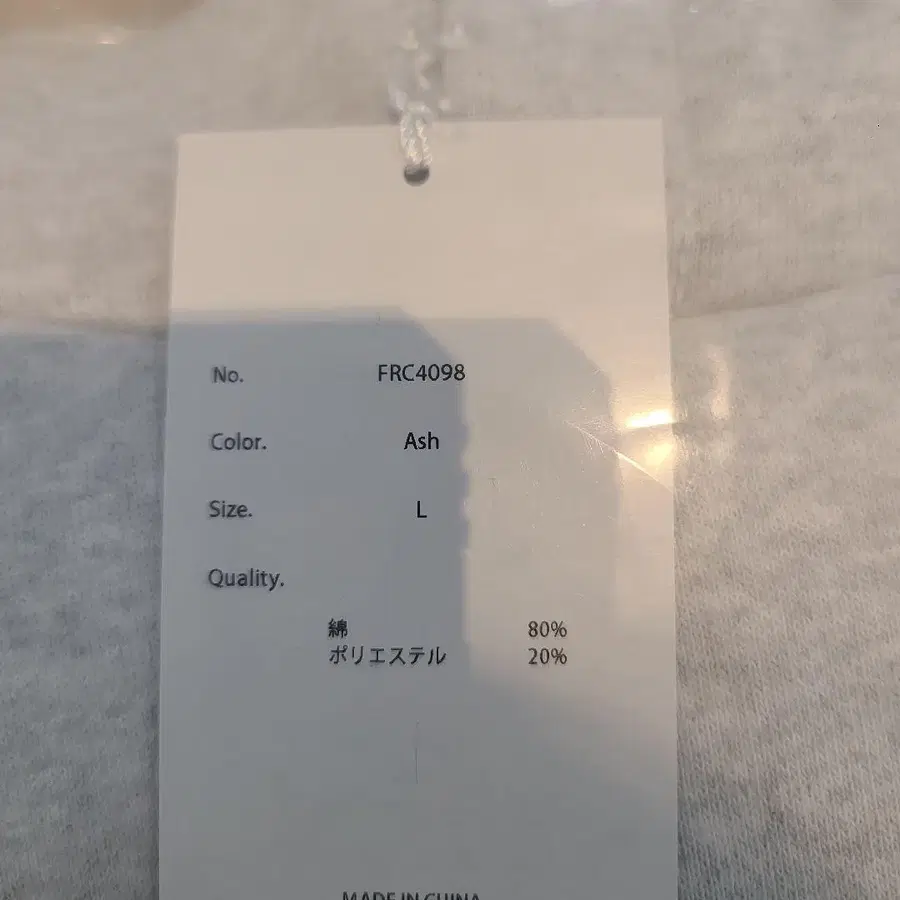 No. FRC4098
Color. Ash
Size. L
Quality.
綿 80%
ポリエステル 20%
MADE IN CHINA